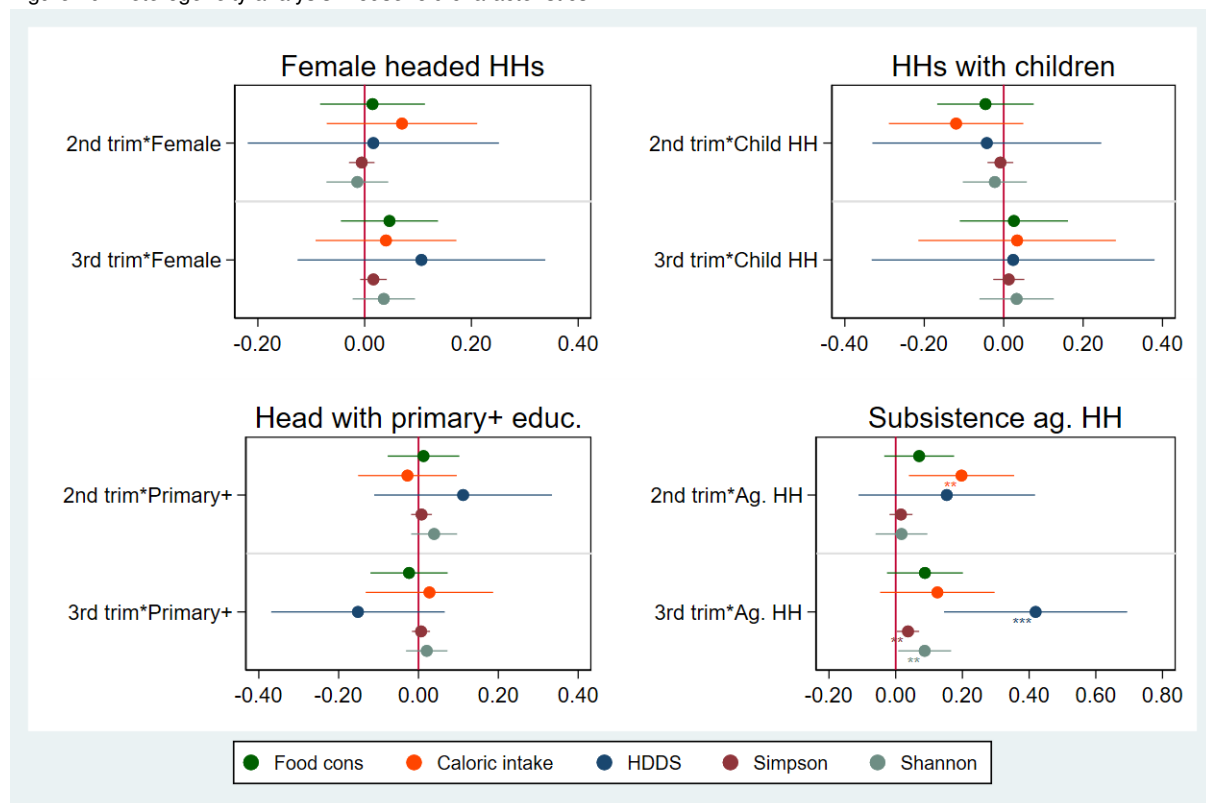 Female headed HHs
2nd trim*Female
3rd trim*Female
-0.20 0.00 0.20 0.40
HHs with children
2nd trim*Child HH
3rd trim*Child HH
-0.40 -0.20 0.00 0.20 0.40
Head with primary+ educ.
2nd trim*Primary+
3rd trim*Primary+
-0.40 -0.20 0.00 0.20 0.40
Subsistence ag. HH
**
2nd trim*Ag. HH
3rd trim*Ag. HH
***
**
**
-0.20 0.00 0.20 0.40 0.60 0.80
Food cons Caloric intake HDDS Simpson Shannon